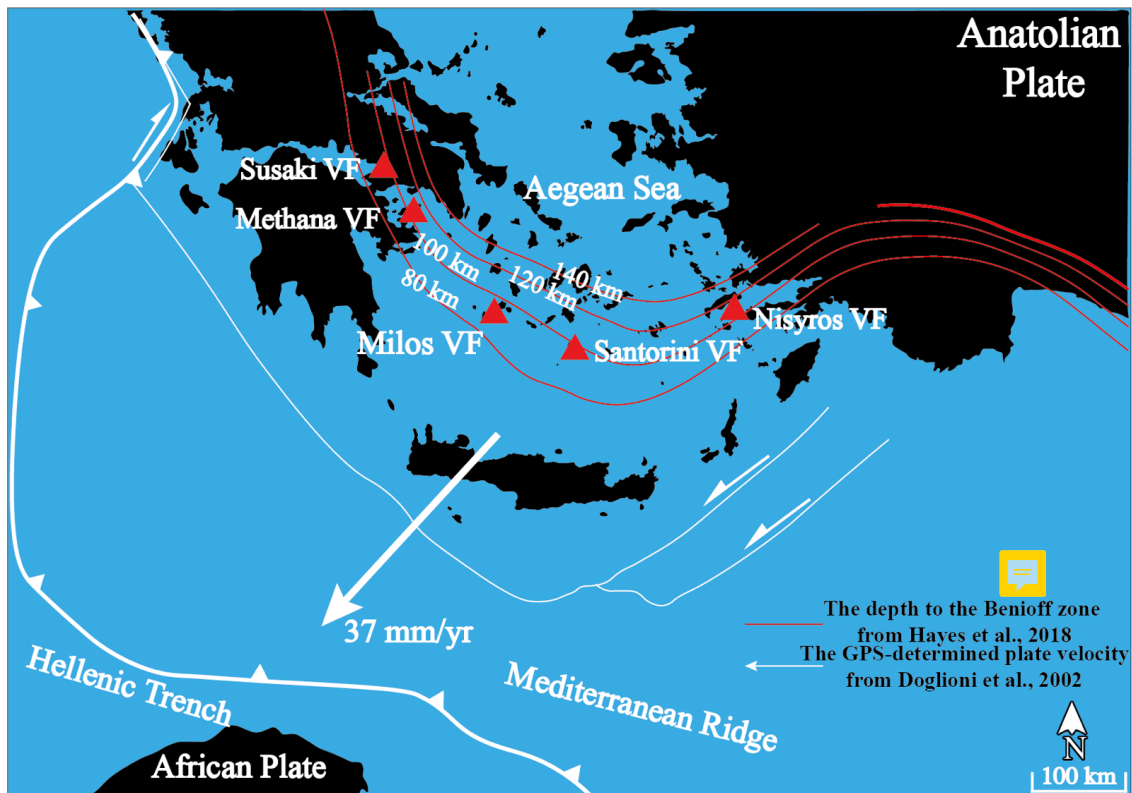 Anatolian
Plate
Susaki VF
Aegean Sea
Methana VF
100 km
140 km
120 km
80 km
Nisyros VF
Milos VF
Santorini VF
37 mm/yr
The depth to the Benioff zone
from Hayes et al., 2018
The GPS-determined plate velocity
from Doglioni et al., 2002
Hellenic Trench
Mediterranean Ridge
African Plate
N
100 km